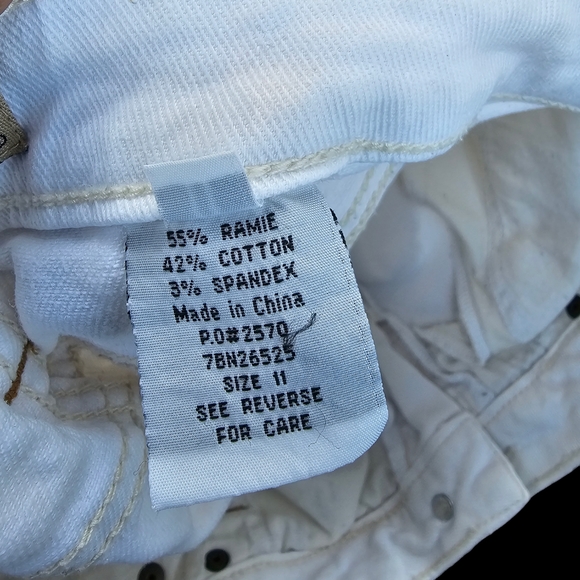 55% RAMIE
42% COTTON
3% SPANDEX
Made in China
P.O#2570
7BN26525
SIZE 11
SEE REVERSE
FOR CARE